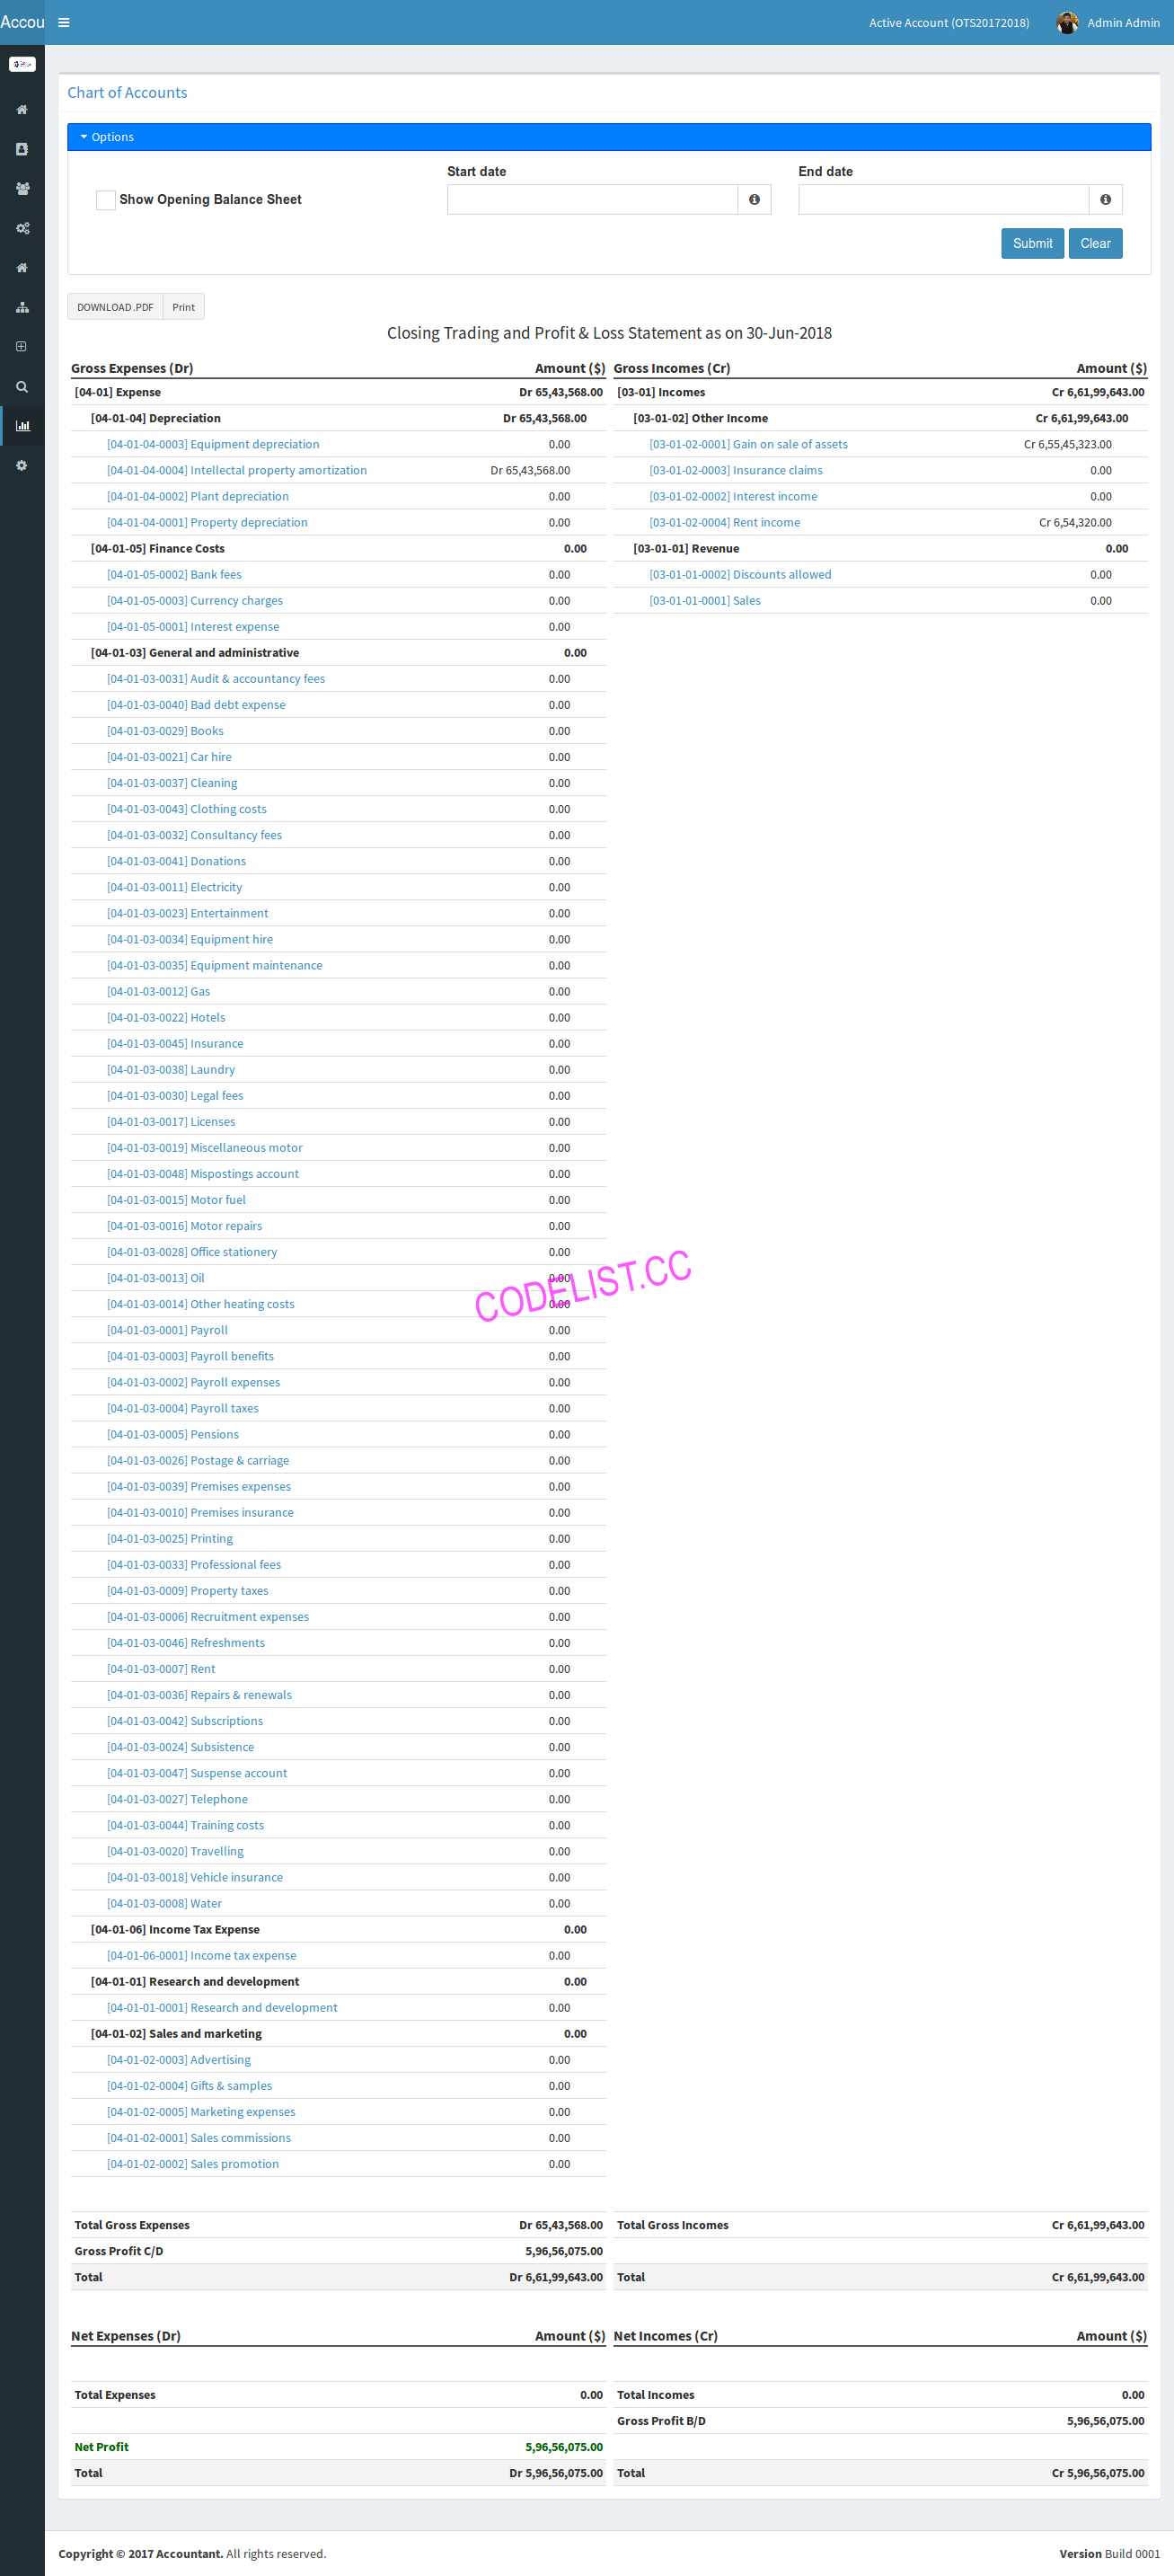 Accou
Active Account (OTS20172018) Admin Admin
Chart of Accounts
Options
Start date End date
Show Opening Balance Sheet
Submit Clear
DOWNLOAD .PDF Print
Closing Trading and Profit & Loss Statement as on 30-Jun-2018
Gross Expenses (Dr) Amount ($) Gross Incomes (Cr) Amount ($)
[04-01] Expense Dr 65,43,568.00 [03-01] Incomes Cr 6,61,99,643.00
[04-01-04] Depreciation Dr 65,43,568.00 [03-01-02] Other Income Cr 6,61,99,643.00
[04-01-04-0003] Equipment depreciation 0.00 [03-01-02-0001] Gain on sale of assets Cr 6,55,45,323.00
[04-01-04-0004] Intellectal property amortization Dr 65,43,568.00 [03-01-02-0003] Insurance claims 0.00
[04-01-04-0002] Plant depreciation 0.00 [03-01-02-0002] Interest income 0.00
[04-01-04-0001] Property depreciation 0.00 [03-01-02-0004] Rent income Cr 6,54,320.00
[04-01-05] Finance Costs 0.00 [03-01-01] Revenue 0.00
[04-01-05-0002] Bank fees 0.00 [03-01-01-0002] Discounts allowed 0.00
[04-01-05-0003] Currency charges 0.00 [03-01-01-0001] Sales 0.00
[04-01-05-0001] Interest expense 0.00
[04-01-03] General and administrative 0.00
[04-01-03-0031] Audit & accountancy fees 0.00
[04-01-03-0040] Bad debt expense 0.00
[04-01-03-0029] Books 0.00
[04-01-03-0021] Car hire 0.00
[04-01-03-0037] Cleaning 0.00
[04-01-03-0043] Clothing costs 0.00
[04-01-03-0032] Consultancy fees 0.00
[04-01-03-0041] Donations 0.00
[04-01-03-0011] Electricity 0.00
[04-01-03-0023] Entertainment 0.00
[04-01-03-0034] Equipment hire 0.00
[04-01-03-0035] Equipment maintenance 0.00
[04-01-03-0012] Gas 0.00
[04-01-03-0022] Hotels 0.00
[04-01-03-0045] Insurance 0.00
[04-01-03-0038] Laundry 0.00
[04-01-03-0030] Legal fees 0.00
[04-01-03-0017] Licenses 0.00
[04-01-03-0019] Miscellaneous motor 0.00
[04-01-03-0048] Mispostings account 0.00
[04-01-03-0015] Motor fuel 0.00
[04-01-03-0016] Motor repairs 0.00
[04-01-03-0028] Office stationery 0.00
[04-01-03-0013] Oil 0.00
CODELIST.CC
[04-01-03-0014] Other heating costs 0.00
[04-01-03-0001] Payroll 0.00
[04-01-03-0003] Payroll benefits 0.00
[04-01-03-0002] Payroll expenses 0.00
[04-01-03-0004] Payroll taxes 0.00
[04-01-03-0005] Pensions 0.00
[04-01-03-0026] Postage & carriage 0.00
[04-01-03-0039] Premises expenses 0.00
[04-01-03-0010] Premises insurance 0.00
[04-01-03-0025] Printing 0.00
[04-01-03-0033] Professional fees 0.00
[04-01-03-0009] Property taxes 0.00
[04-01-03-0006] Recruitment expenses 0.00
[04-01-03-0046] Refreshments 0.00
[04-01-03-0007] Rent 0.00
[04-01-03-0036] Repairs & renewals 0.00
[04-01-03-0042] Subscriptions 0.00
[04-01-03-0024] Subsistence 0.00
[04-01-03-0047] Suspense account 0.00
[04-01-03-0027] Telephone 0.00
[04-01-03-0044] Training costs 0.00
[04-01-03-0020] Travelling 0.00
[04-01-03-0018] Vehicle insurance 0.00
[04-01-03-0008] Water 0.00
[04-01-06] Income Tax Expense 0.00
[04-01-06-0001] Income tax expense 0.00
[04-01-01] Research and development 0.00
[04-01-01-0001] Research and development 0.00
[04-01-02] Sales and marketing 0.00
[04-01-02-0003] Advertising 0.00
[04-01-02-0004] Gifts & samples 0.00
[04-01-02-0005] Marketing expenses 0.00
[04-01-02-0001] Sales commissions 0.00
[04-01-02-0002] Sales promotion 0.00
Total Gross Expenses Dr 65,43,568.00 Total Gross Incomes Cr 6,61,99,643.00
Gross Profit C/D 5,96,56,075.00
Total Dr 6,61,99,643.00 Total Cr 6,61,99,643.00
Net Expenses (Dr) Amount ($) Net Incomes (Cr) Amount ($)
Total Expenses 0.00 Total Incomes 0.00
Gross Profit B/D 5,96,56,075.00
Net Profit 5,96,56,075.00
Total Dr 5,96,56,075.00 Total Cr 5,96,56,075.00
Copyright © 2017 Accountant. All rights reserved. Version Build 0001